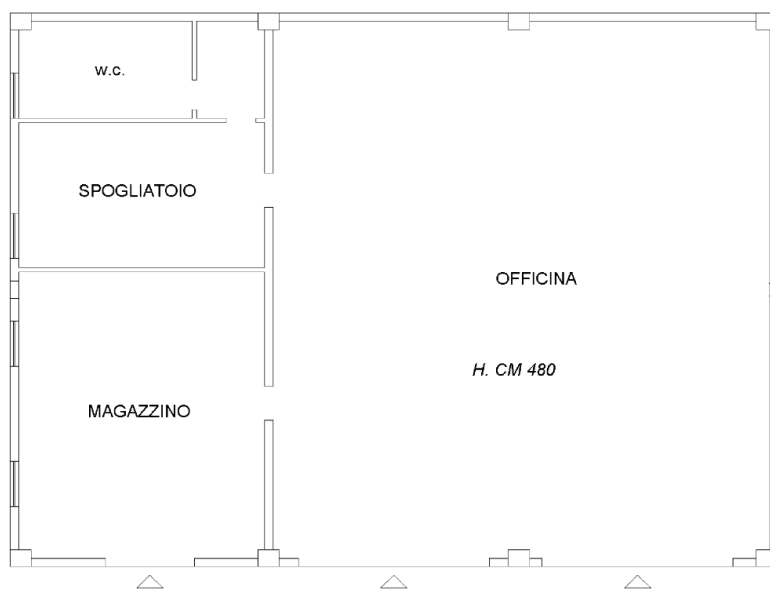 w.c.
SPOGLIATOIO
OFFICINA
H. CM 480
MAGAZZINO